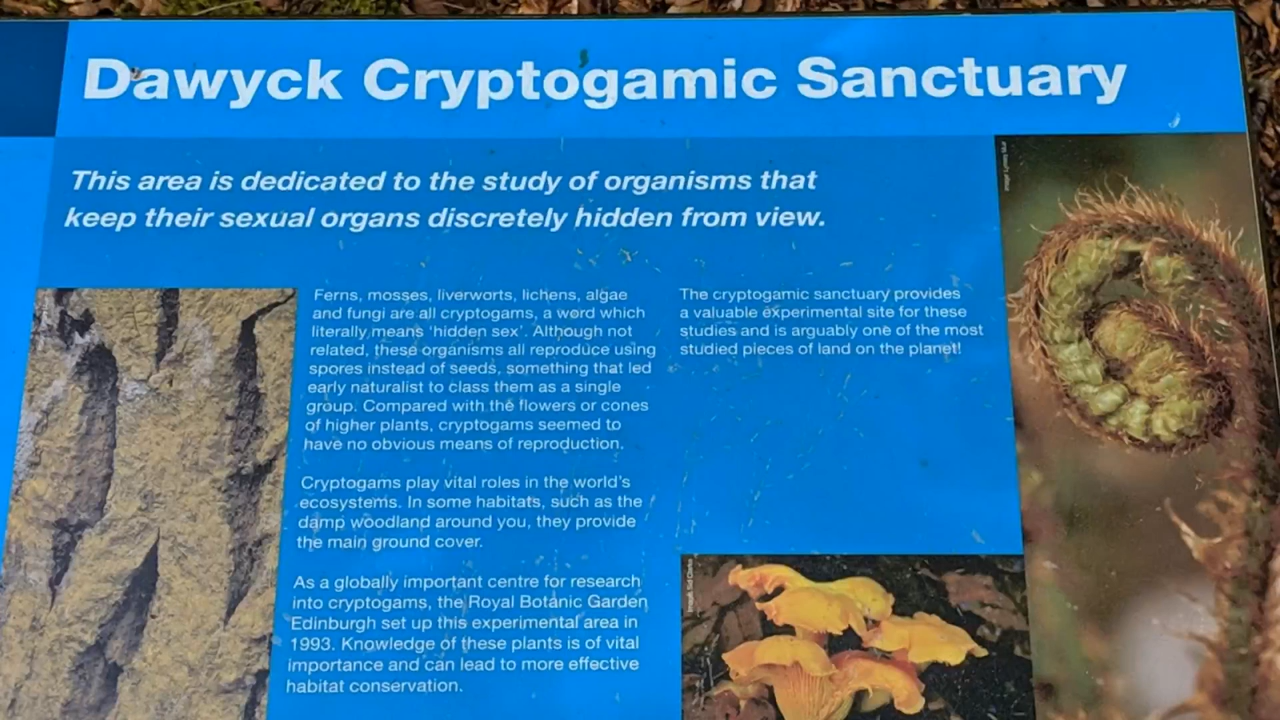 Dawyck Cryptogamic Sanctuary
This area is dedicated to the study of organisms that
keep their sexual organs discretely hidden from view.
Ferns, mosses, liverworts, lichens, algae
and fungi are all cryptogams, a word which
literally means 'hidden sex'. Although not
related, these organisms all reproduce using
spores instead of seeds, something that led
early naturalist to class them as a single
group. Compared with the flowers or cones
of higher plants, cryptogams seemed to
have no obvious means of reproduction.
Cryptogams play vital roles in the world's
ecosystems. In some habitats, such as the
damp woodland around you, they provide
the main ground cover.
As a globally important centre for research
into cryptogams, the Royal Botanic Garden
Edinburgh set up this experimental area in
1993. Knowledge of these plants is of vital
importance and can lead to more effective
habitat conservation.
The cryptogamic sanctuary provides
a valuable experimental site for these
studies and is arguably one of the most
studied pieces of land on the planet!